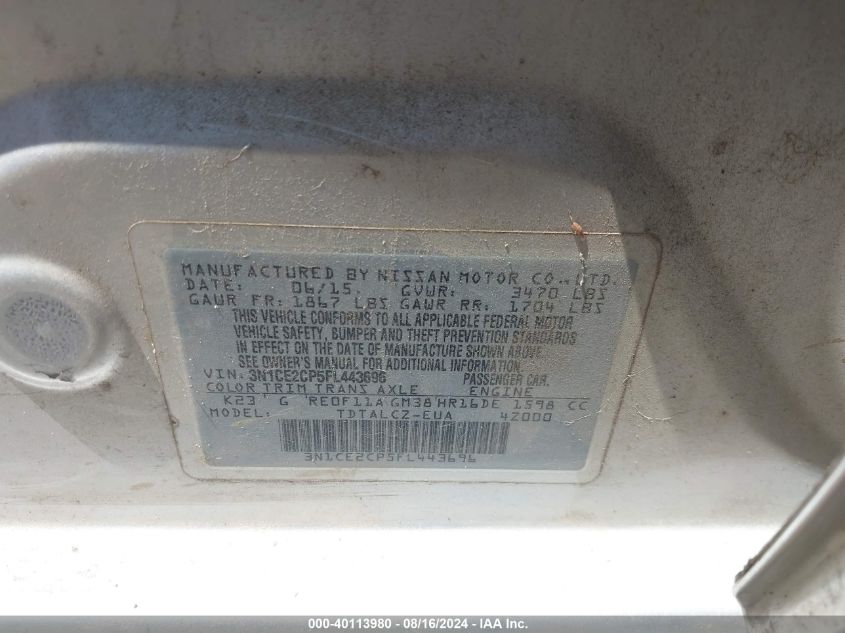 MANUFACTURED BY NISSAN MOTOR CO., LTD.
DATE: 06/15. GVWR: 3470 LBS
GAWR FR: 1867 LBS GAWR RR: 1704 LBS
THIS VEHICLE CONFORMS TO ALL APPLICABLE FEDERAL MOTOR
VEHICLE SAFETY, BUMPER AND THEFT PREVENTION STANDARDS
IN EFFECT ON THE DATE OF MANUFACTURE SHOWN ABOVE.
SEE OWNER'S MANUAL FOR ADDITIONAL INFORMATION.
VIN: 3N1CE2CP5FL443696 PASSENGER CAR.
COLOR TRIM TRANS AXLE ENGINE
K23 G RE0F11A GM38 HR16DE 1598 CC
MODEL: TDTALCZ-EUA 42000
3N1CE2CP5FL443696
000-40113980 - 08/16/2024 - IAA Inc.